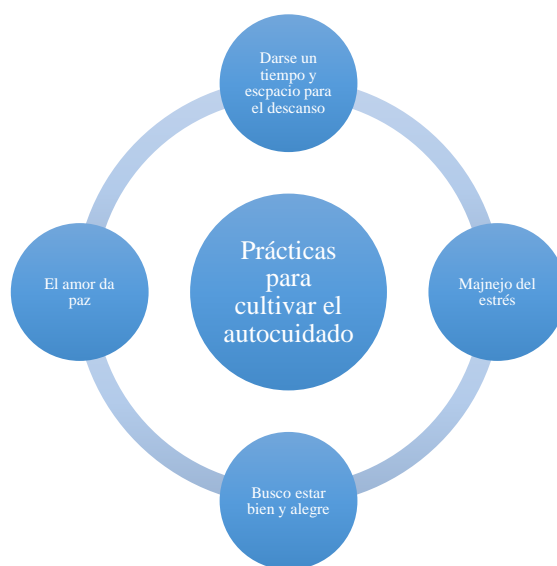 Darse un
tiempo y
escpacio para
el descanso
Prácticas
para
cultivar el
autocuidado
El amor da
paz
Majnejo del
estrés
Busco estar
bien y alegre